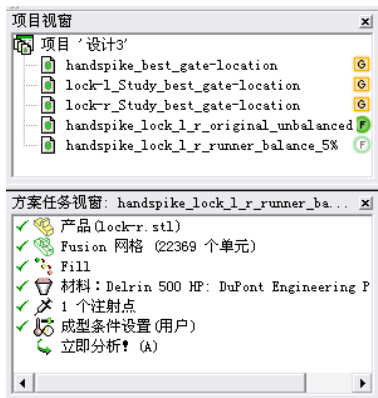 项目视窗
项目 '设计3'
handspike_best_gate-location G
lock-l_Study_best_gate-location G
lock-r_Study_best_gate-location G
handspike_lock_l_r_original_unbalanced F
handspike_lock_l_r_runner_balance_5% F
方案任务视窗: handspike_lock_l_r_runner_ba...
产品(lock-r.stl)
Fusion 网格 (22369 个单元)
Fill
材料：Delrin 500 HF: DuPont Engineering P
1 个注射点
成型条件设置(用户)
立即分析! (A)